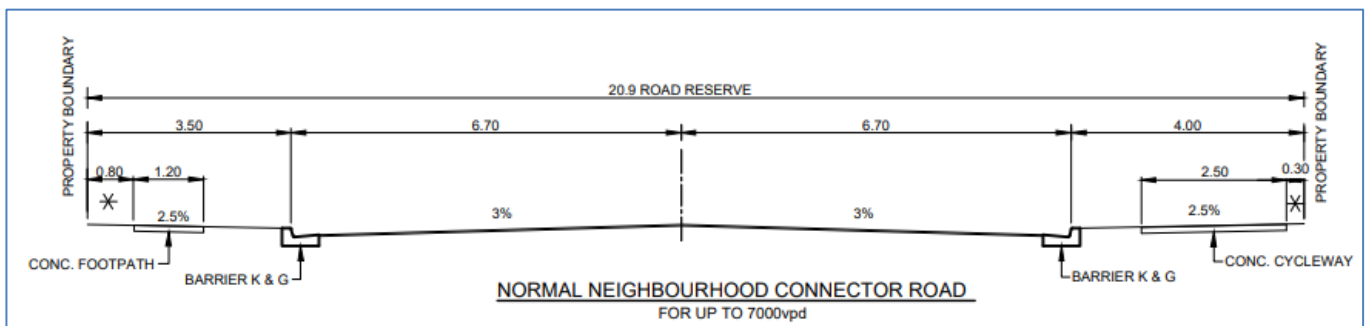 PROPERTY BOUNDARY
20.9 ROAD RESERVE
PROPERTY BOUNDARY
3.50
6.70
6.70
4.00
0.80
1.20
2.50
0.30
2.5%
3%
3%
2.5%
CONC. FOOTPATH
BARRIER K & G
BARRIER K & G
CONC. CYCLEWAY
NORMAL NEIGHBOURHOOD CONNECTOR ROAD
FOR UP TO 7000vpd